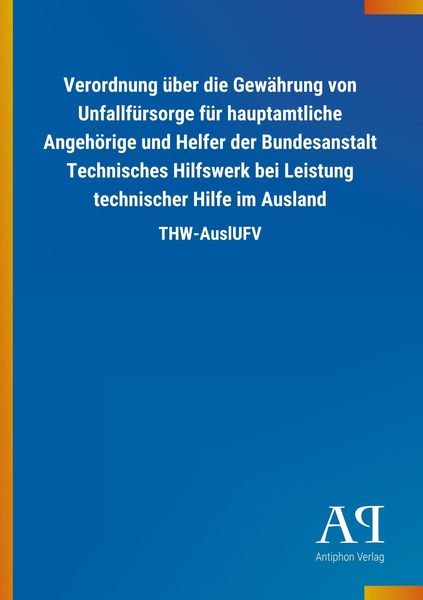 Verordnung über die Gewährung von
Unfallfürsorge für hauptamtliche
Angehörige und Helfer der Bundesanstalt
Technisches Hilfswerk bei Leistung
technischer Hilfe im Ausland
THW-AuslUFV
AP
Antiphon Verlag